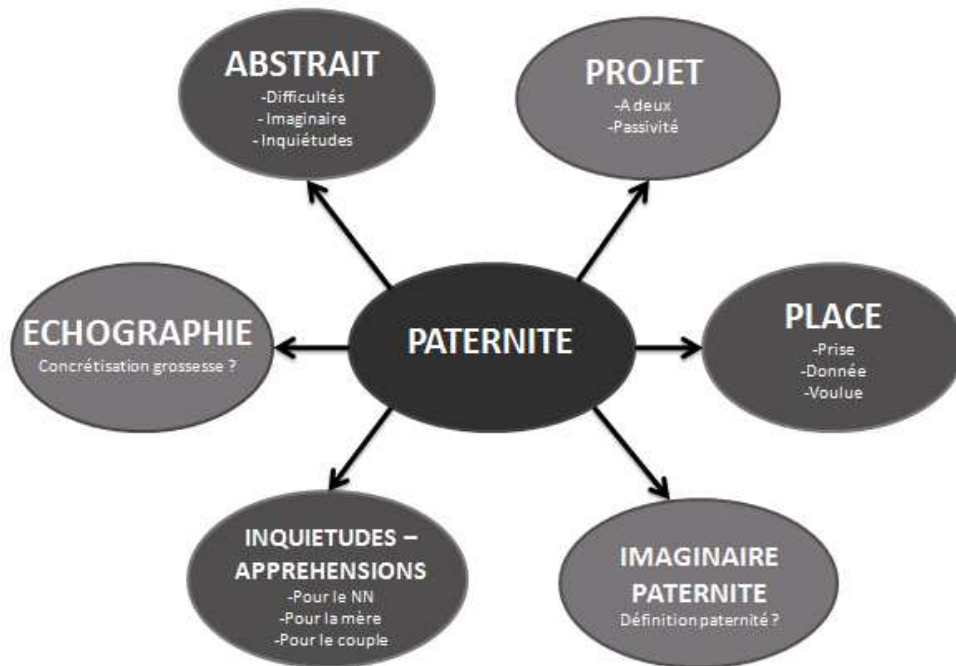 ABSTRAIT
-Difficultés
- Imaginaire
- Inquiétudes
PROJET
-A deux
-Passivité
ECHOGRAPHIE
Concrétisation grossesse ?
PATERNITE
PLACE
-Prise
-Donnée
-Voulue
INQUIETUDES –
APPREHENSIONS
-Pour le NN
-Pour la mère
-Pour le couple
IMAGINAIRE
PATERNITE
Définition paternité ?